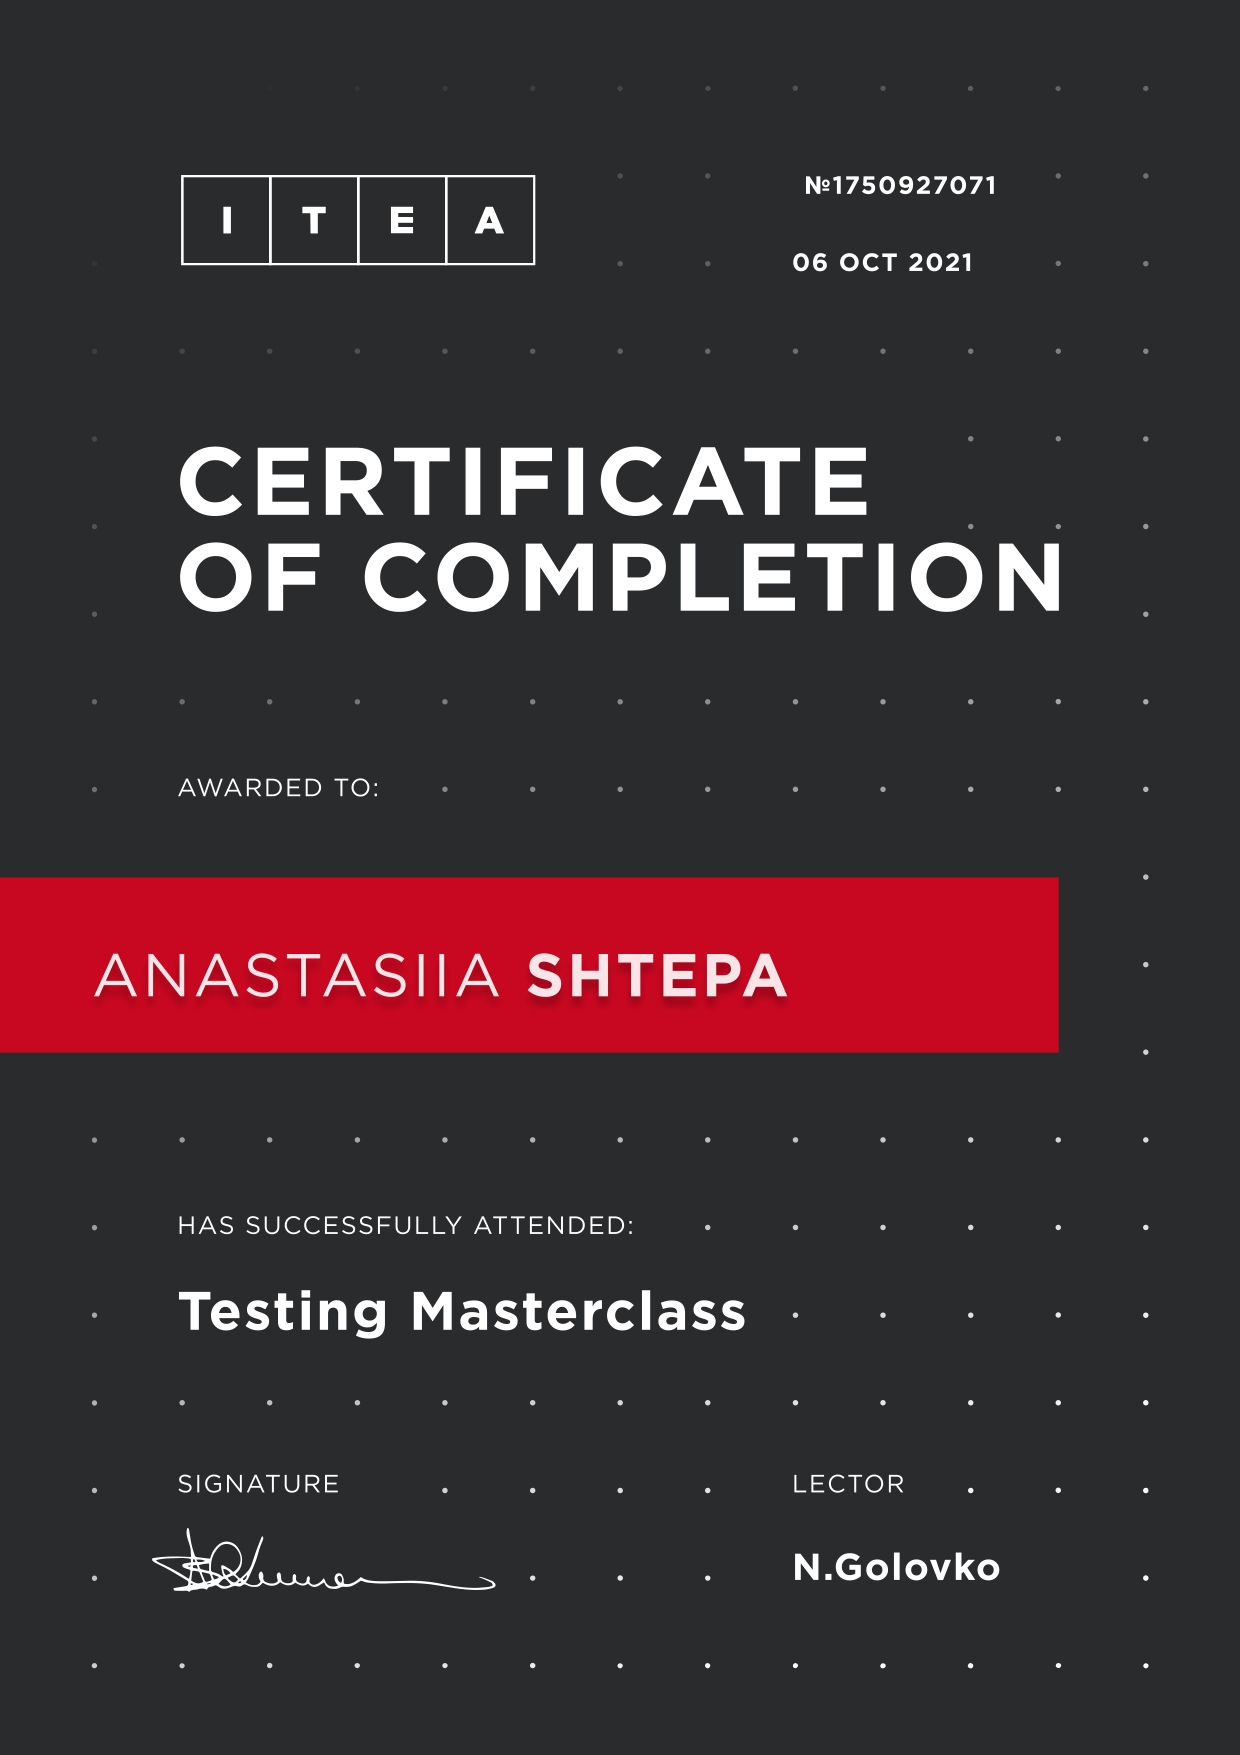 ITEA
№1750927071
06 OCT 2021
CERTIFICATE
OF COMPLETION
AWARDED TO:
ANASTASIIA SHTEPA
HAS SUCCESSFULLY ATTENDED:
Testing Masterclass
SIGNATURE
LECTOR
N.Golovko